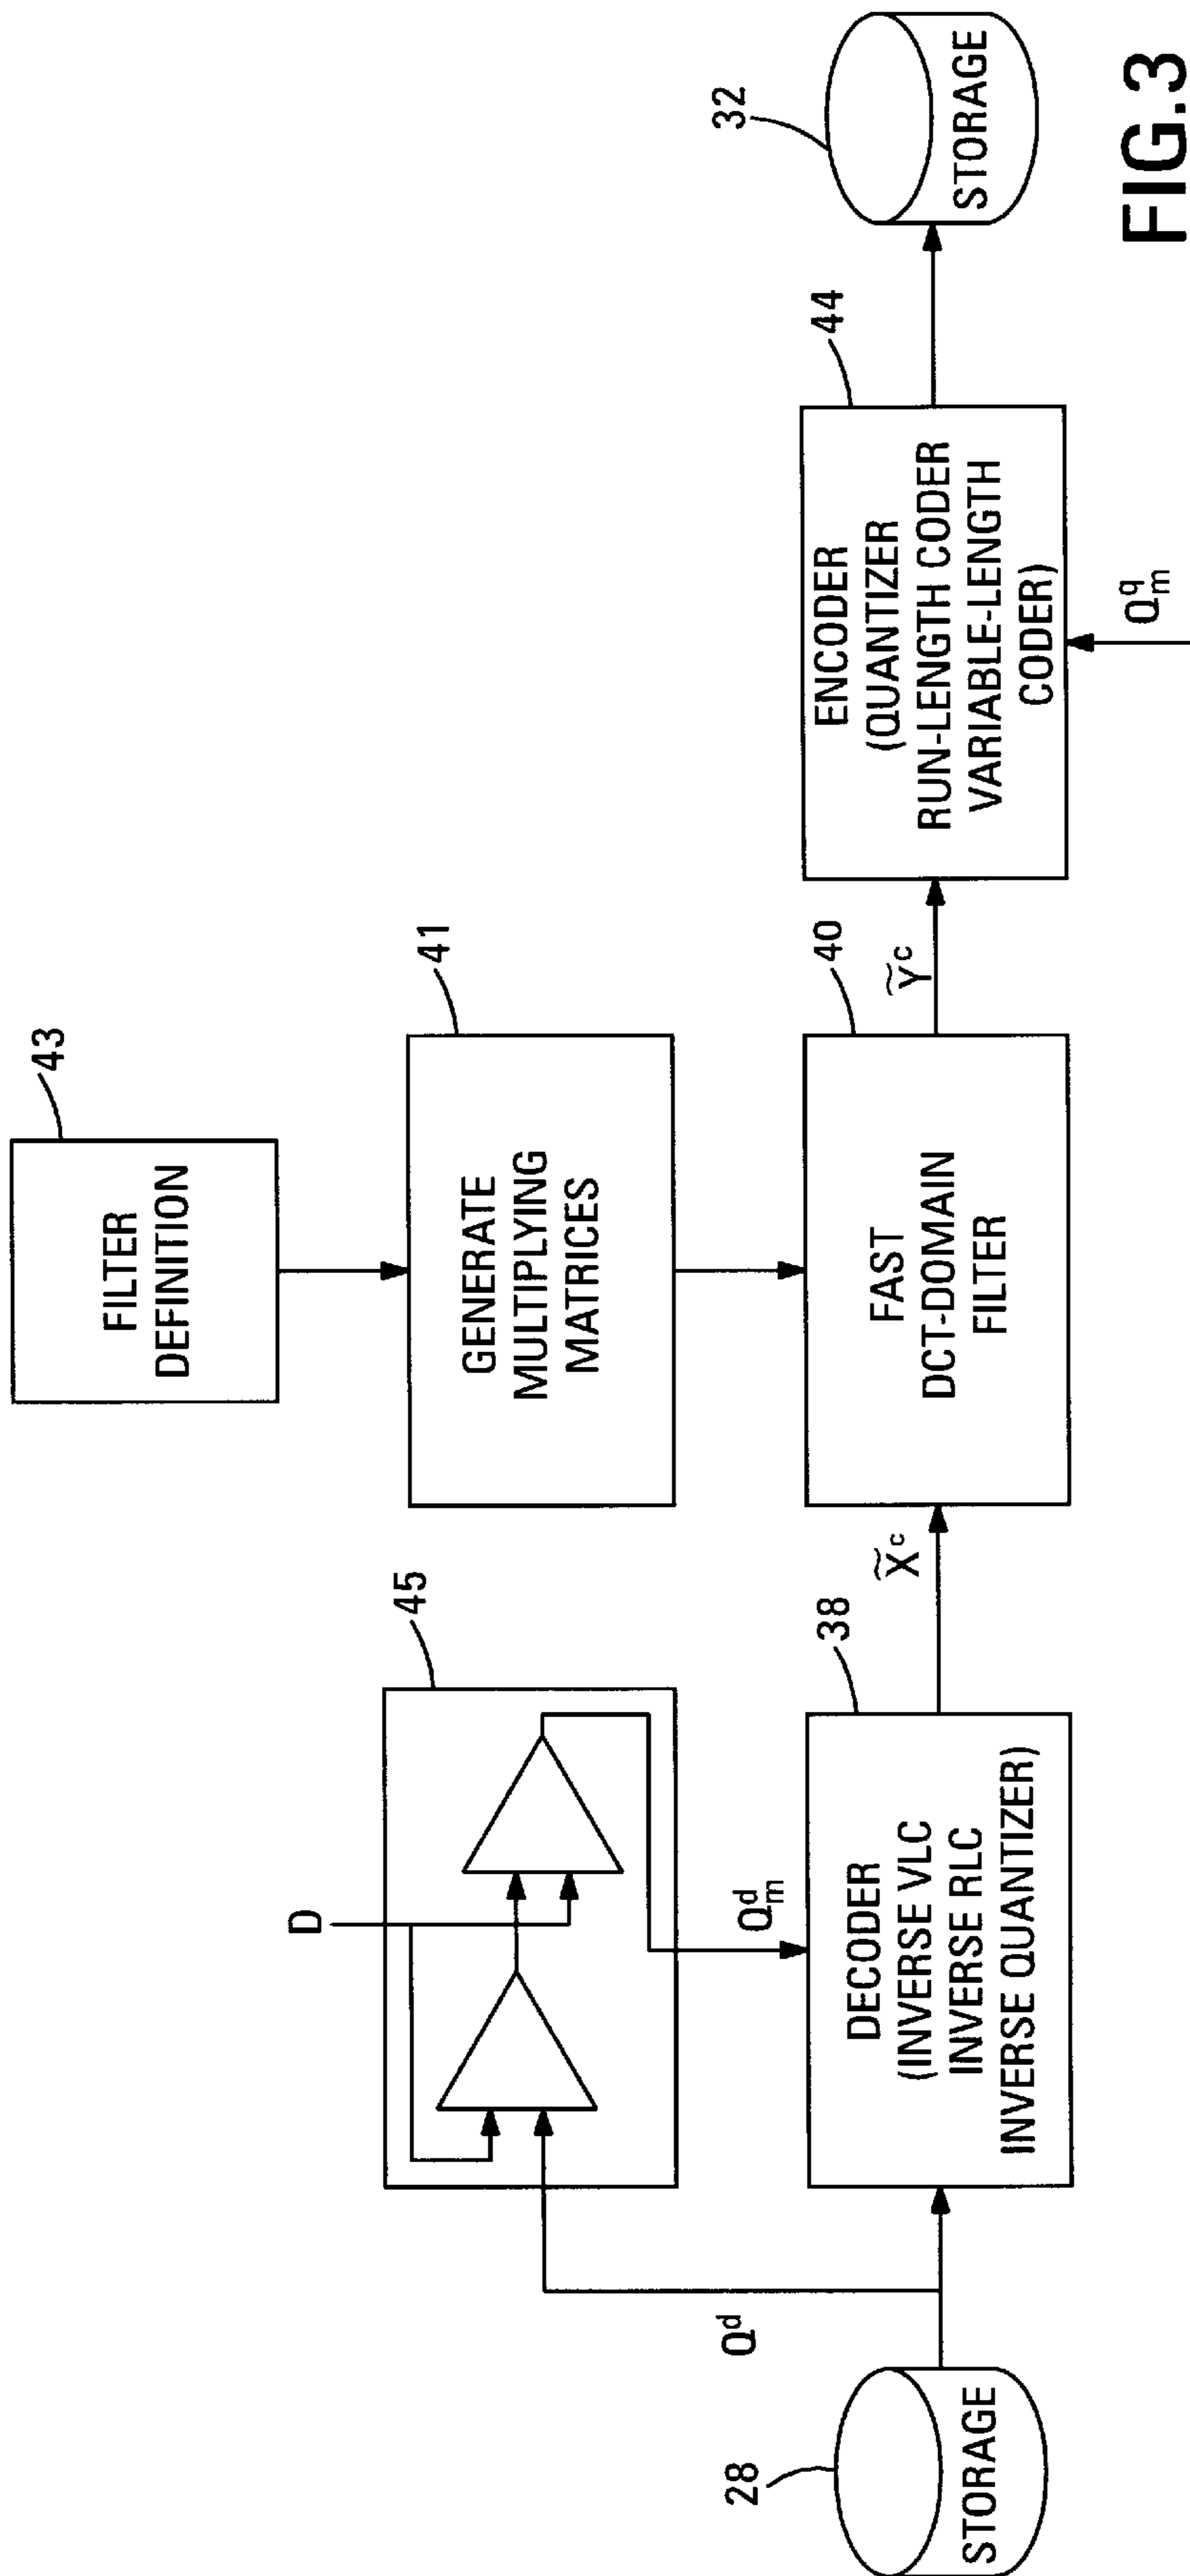 43
FILTER
DEFINITION
45
D
41
GENERATE
MULTIPLYING
MATRICES
32
STORAGE
28
STORAGE
Q^d
Q_m^d
38
DECODER
(INVERSE VLC
INVERSE RLC
INVERSE QUANTIZER)
X̃^c
40
FAST
DCT-DOMAIN
FILTER
Ỹ^c
44
ENCODER
(QUANTIZER
RUN-LENGTH CODER
VARIABLE-LENGTH
CODER)
Q_m^q
FIG.3